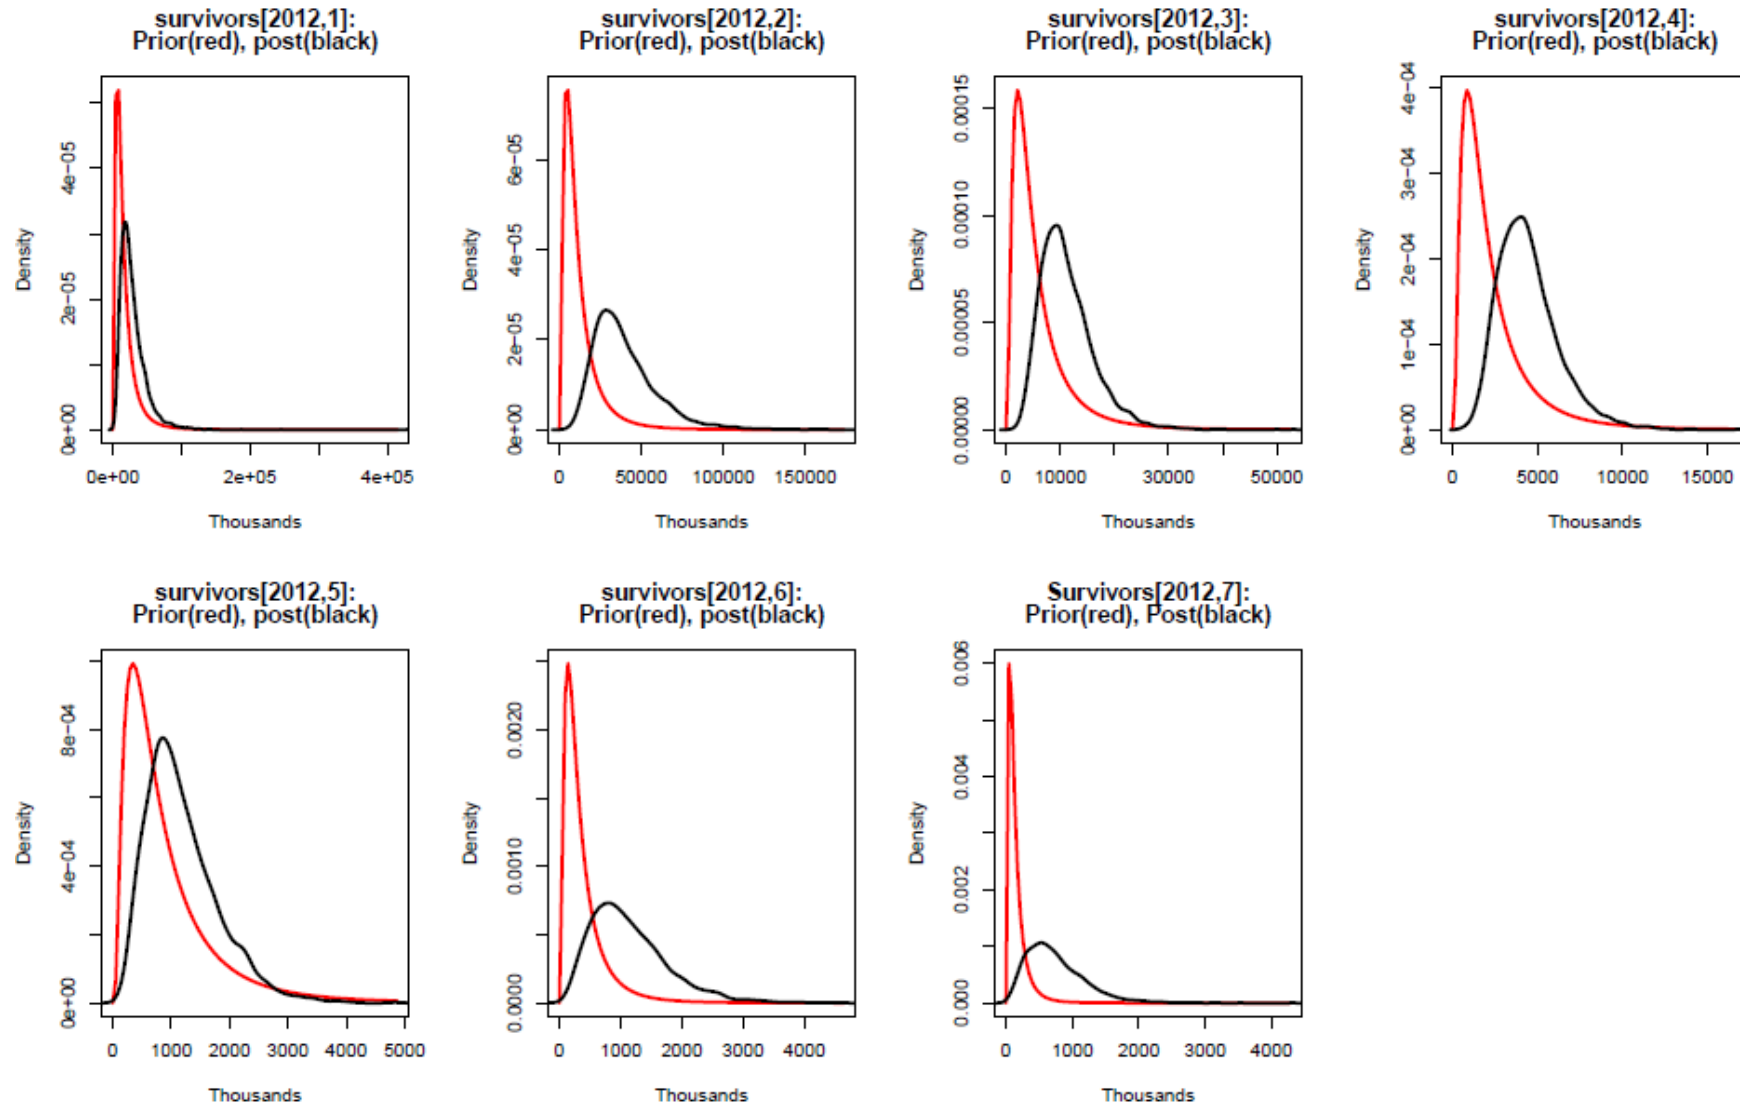 survivors[2012,1]:
Prior(red), post(black)
Density
0e+00 2e-05 4e-05
0e+00 2e+05 4e+05
Thousands
survivors[2012,2]:
Prior(red), post(black)
Density
0e+00 2e-05 4e-05 6e-05
0 50000 100000 150000
Thousands
survivors[2012,3]:
Prior(red), post(black)
Density
0.00000 0.00005 0.00010 0.00015
0 10000 30000 50000
Thousands
survivors[2012,4]:
Prior(red), post(black)
Density
0e+00 1e-04 2e-04 3e-04 4e-04
0 5000 10000 15000
Thousands
survivors[2012,5]:
Prior(red), post(black)
Density
0e+00 4e-04 8e-04
0 1000 2000 3000 4000 5000
Thousands
survivors[2012,6]:
Prior(red), post(black)
Density
0.0000 0.0010 0.0020
0 1000 2000 3000 4000
Thousands
Survivors[2012,7]:
Prior(red), Post(black)
Density
0.000 0.002 0.004 0.006
0 1000 2000 3000 4000
Thousands